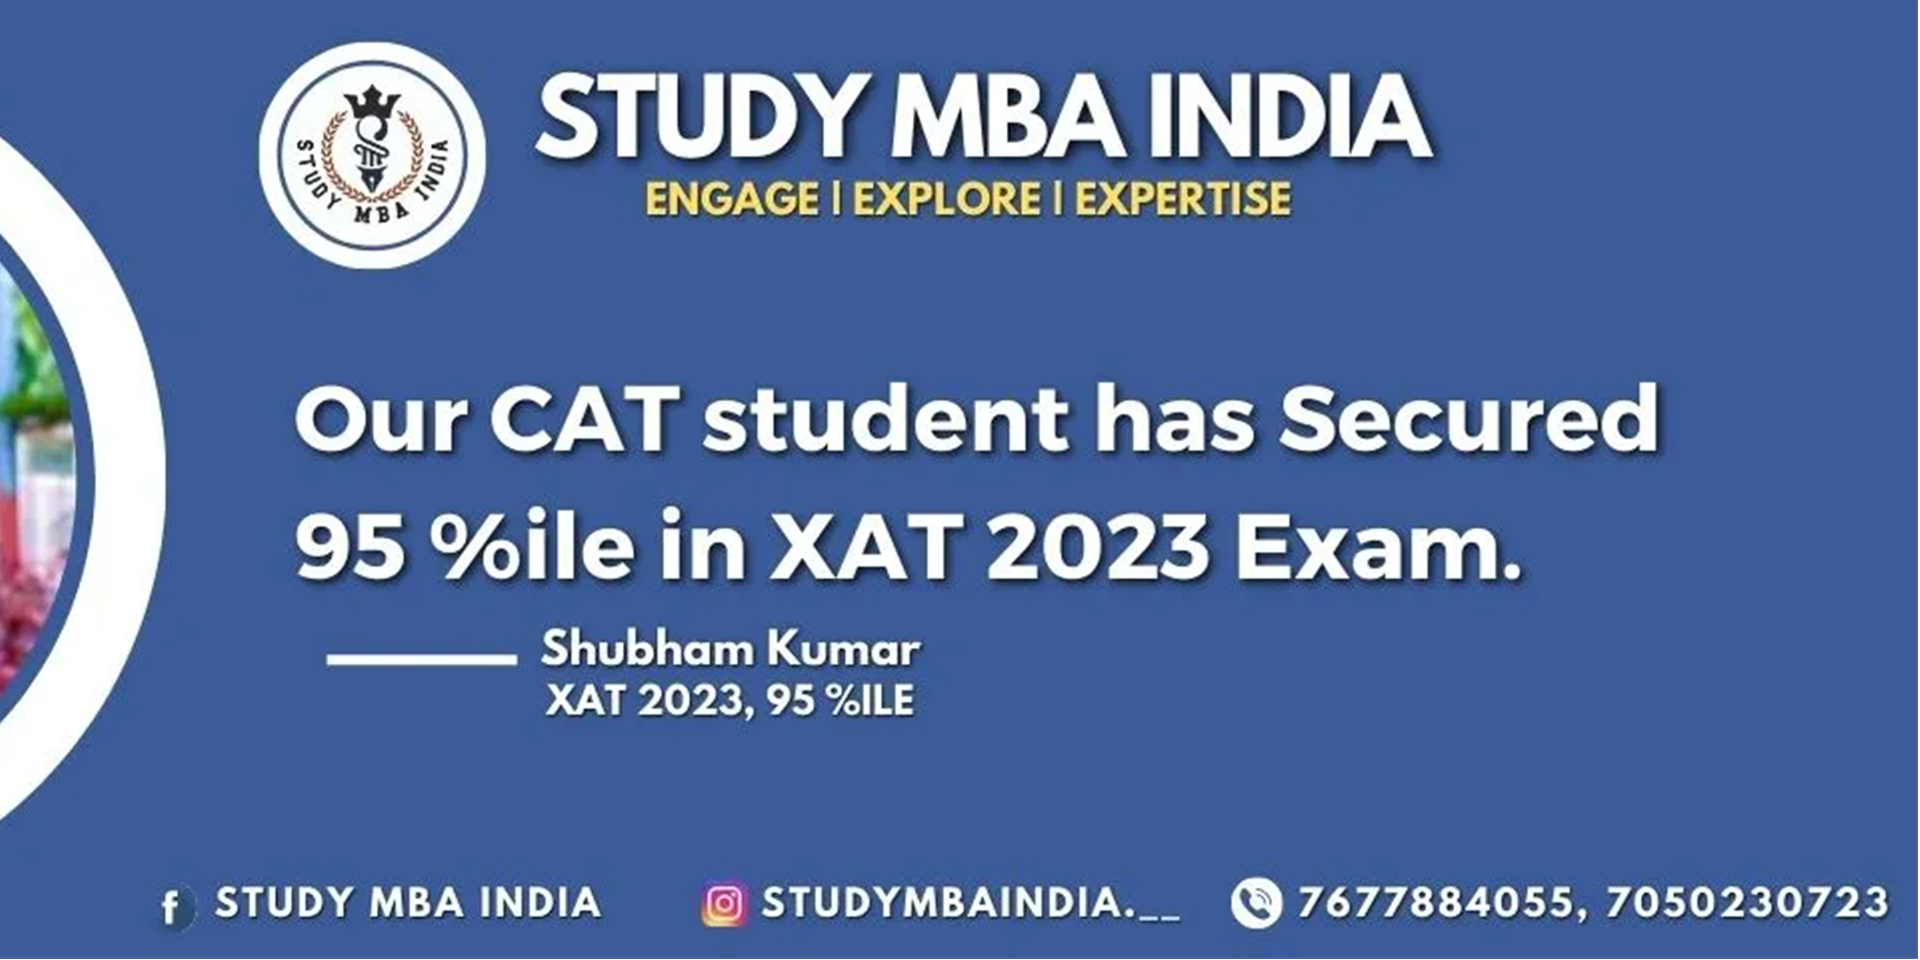 STUDY MBA INDIA
STUDY MBA INDIA
ENGAGE | EXPLORE | EXPERTISE
Our CAT student has Secured
95 %ile in XAT 2023 Exam.
Shubham Kumar
XAT 2023, 95 %ILE
f STUDY MBA INDIA
STUDYMBAINDIA.__
7677884055, 7050230723